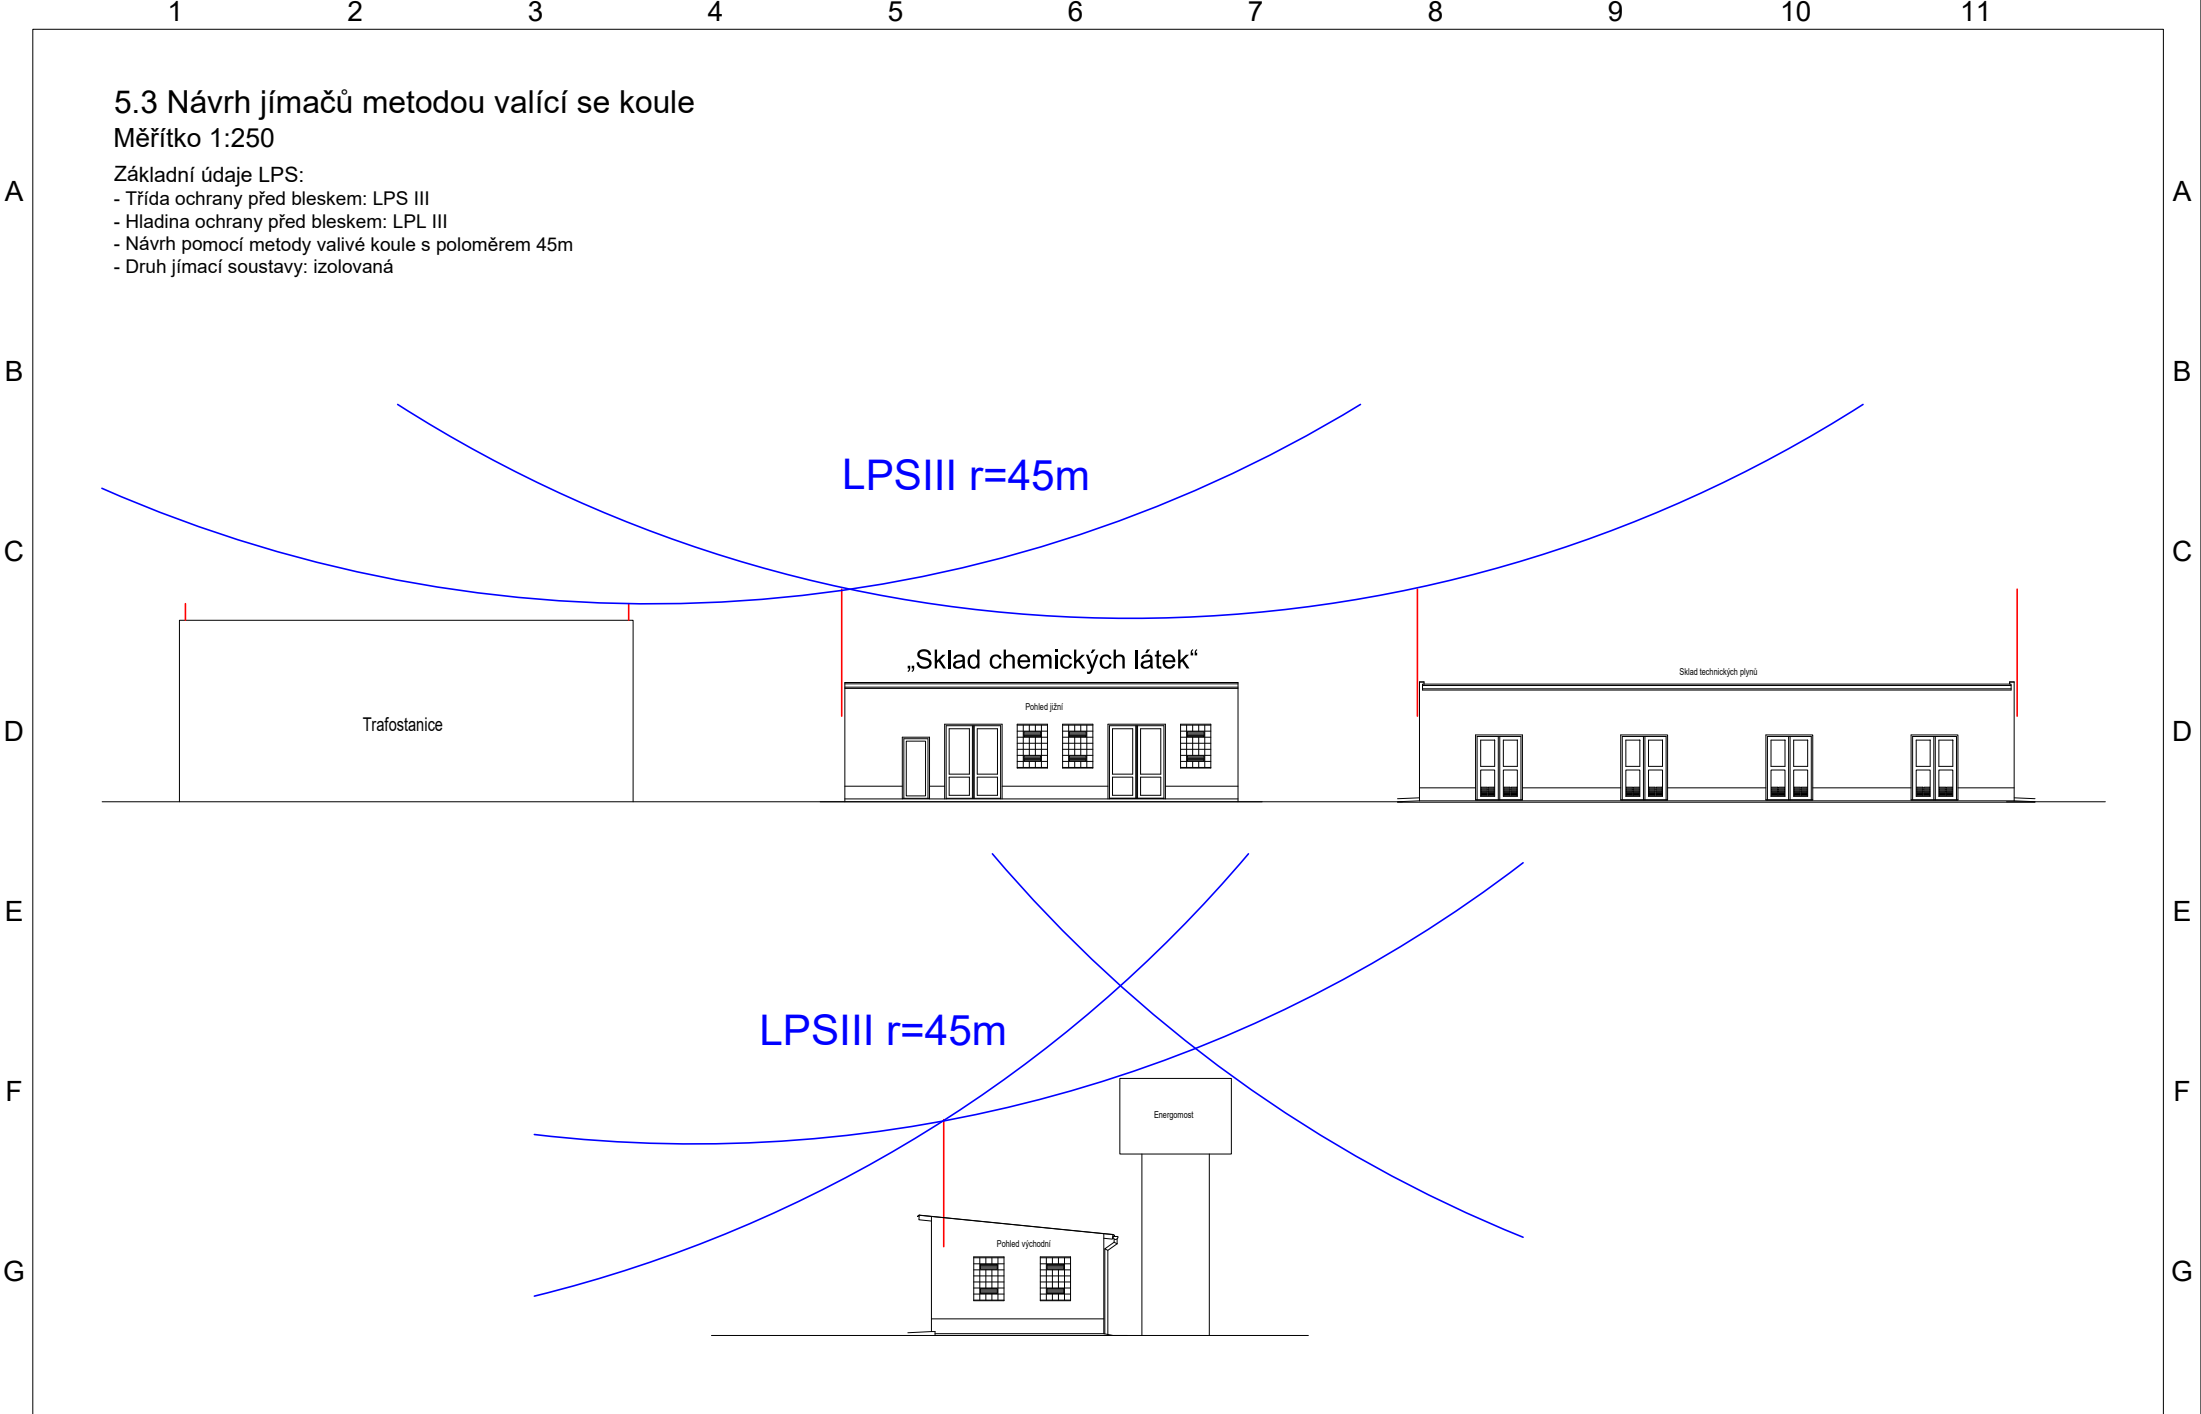 1 2 3 4 5 6 7 8 9 10 11
5.3 Návrh jímačů metodou valící se koule
Měřítko 1:250
Základní údaje LPS:
- Třída ochrany před bleskem: LPS III
- Hladina ochrany před bleskem: LPL III
- Návrh pomocí metody valivé koule s poloměrem 45m
- Druh jímací soustavy: izolovaná
A A
B B
LPSIII r=45m
C C
„Sklad chemických látek“
Sklad technických plynů
Pohled jižní
Trafostanice
D D
E E
LPSIII r=45m
F F
Energomost
Pohled východní
G G